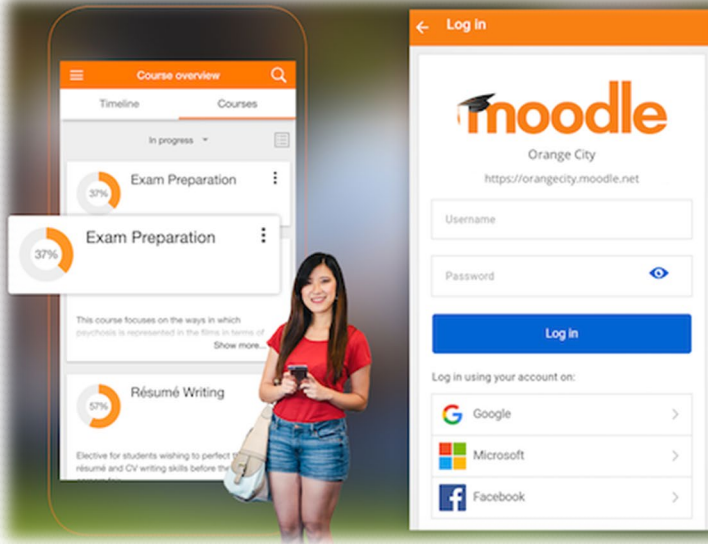 Course overview
Timeline
Courses
In progress
37%
Exam Preparation
37%
Exam Preparation
This course focuses on the ways in which
psychosis is represented in the films in terms of
Show more...
57%
Résumé Writing
Elective for students wishing to perfect
résumé and CV writing skills before the
Log in
moodle
Orange City
https://orangecity.moodle.net
Username
Password
Log in
Log in using your account on:
Google
Microsoft
Facebook